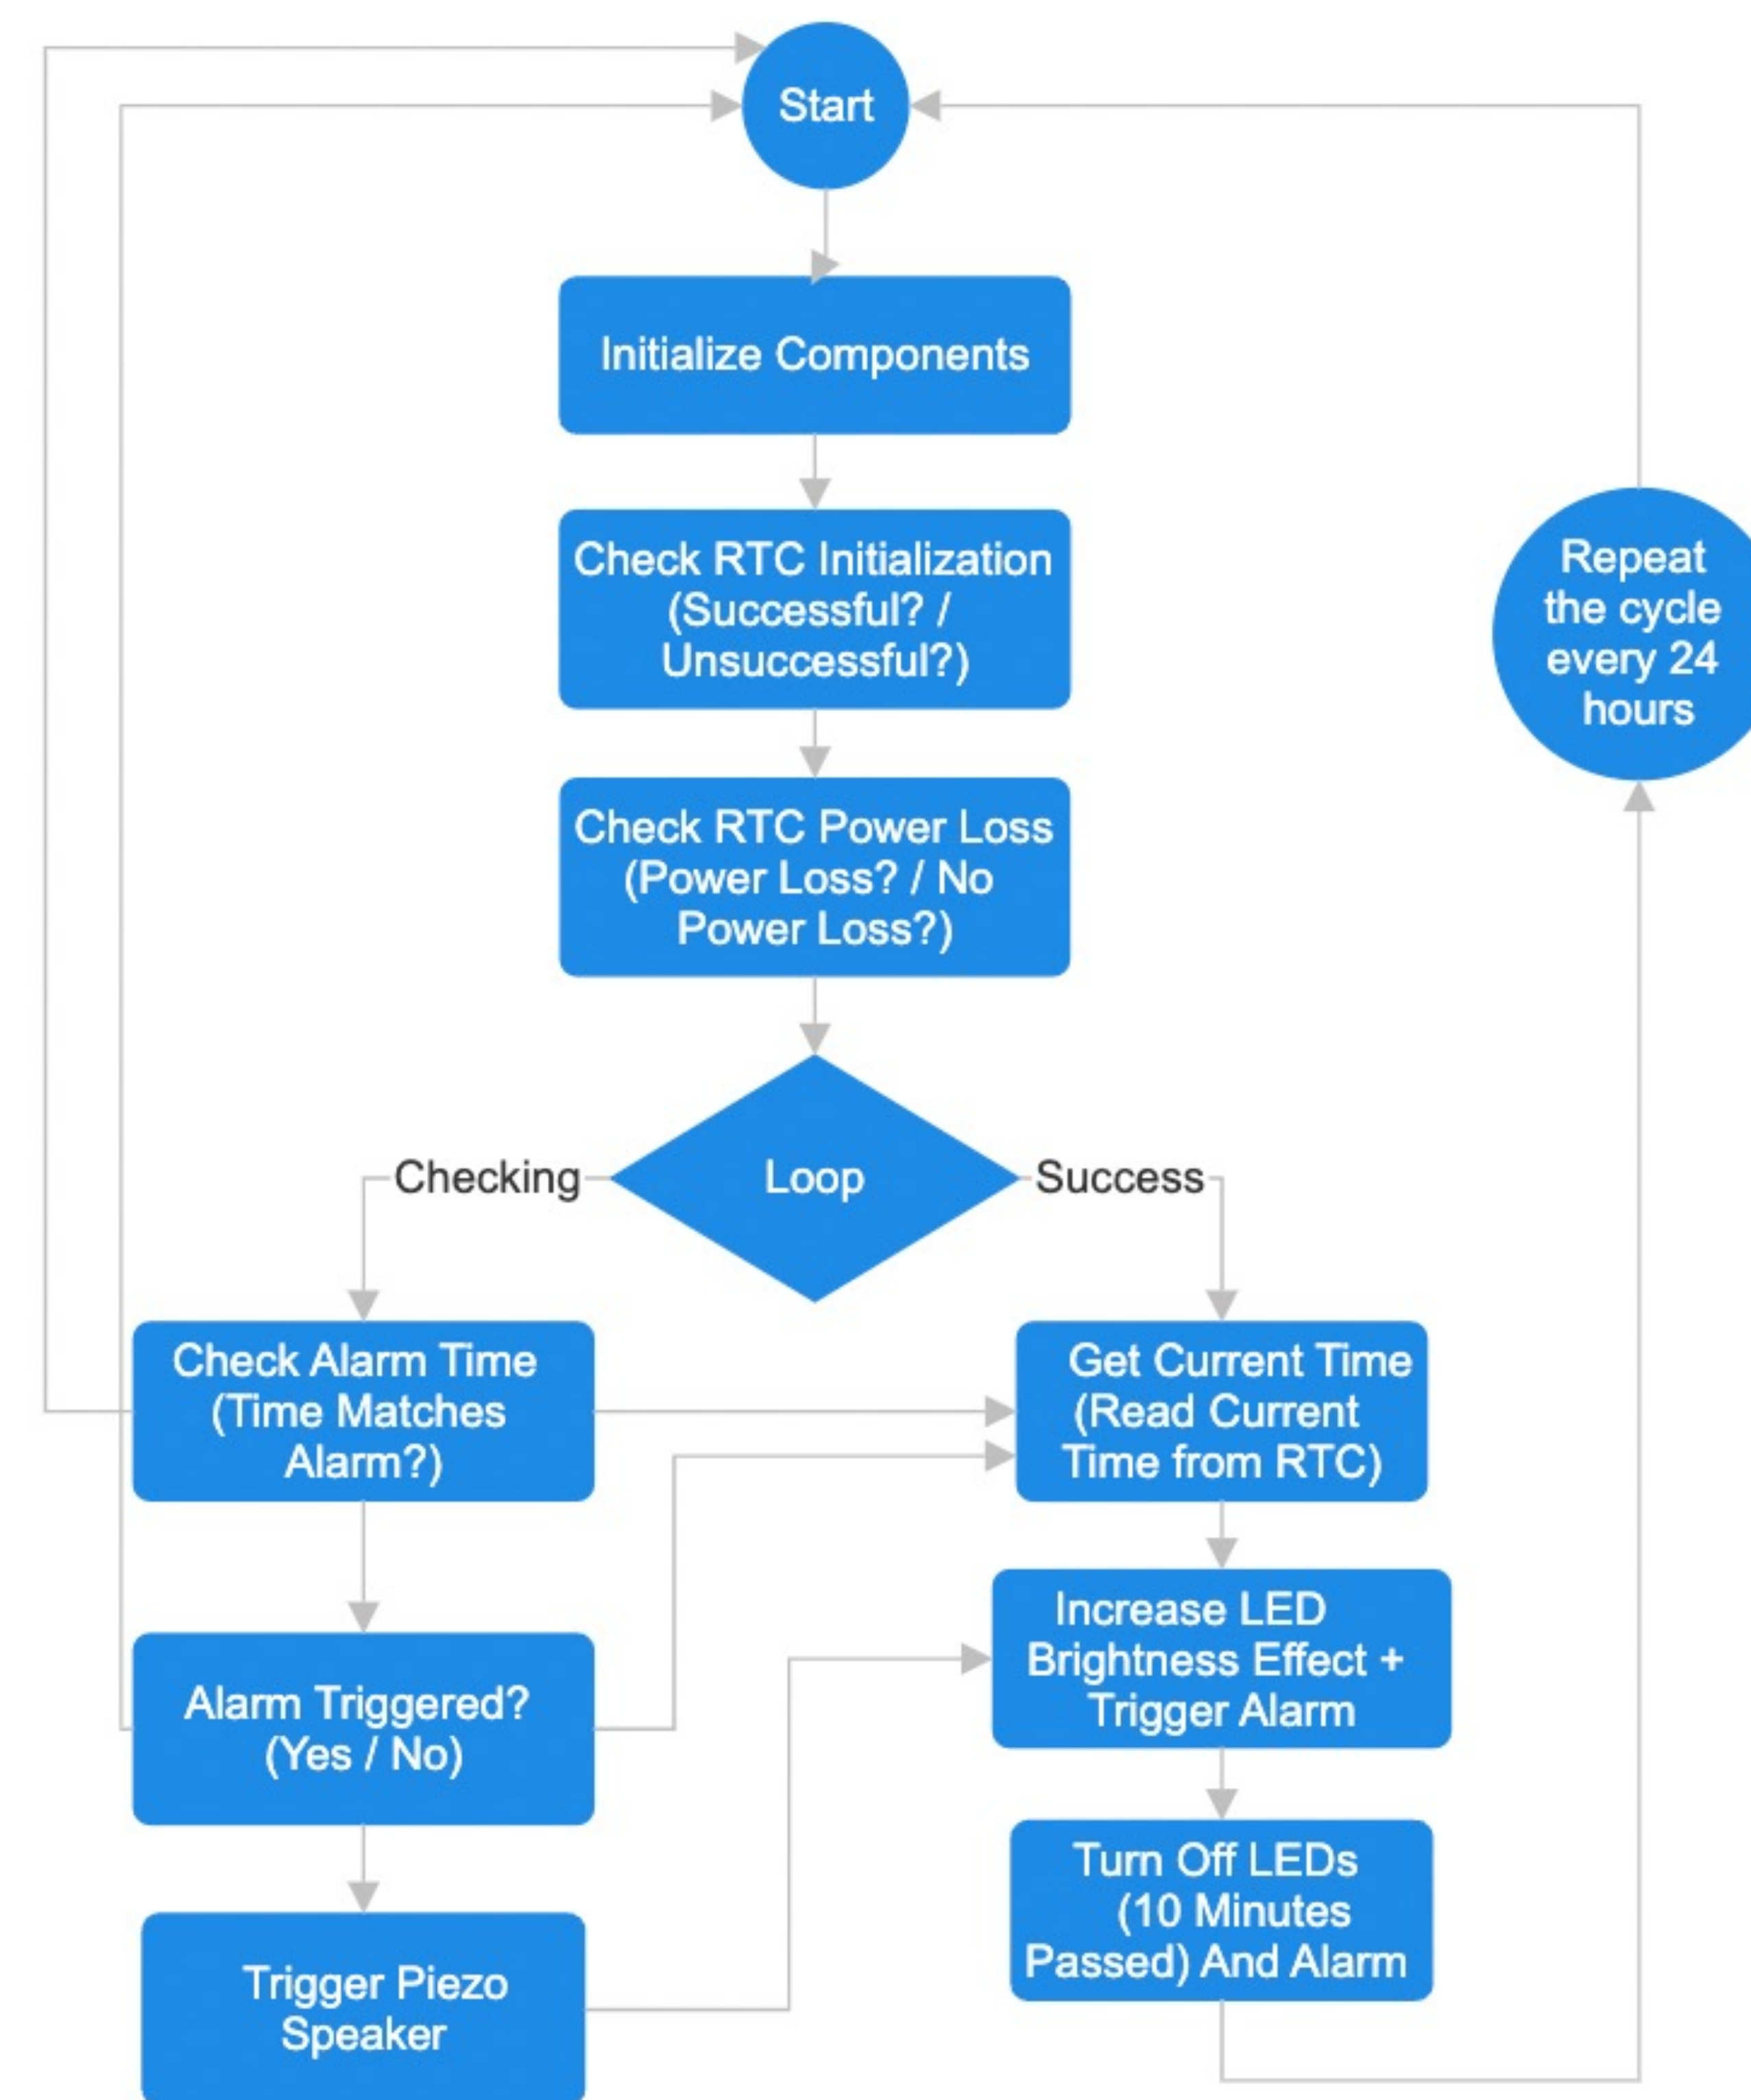 Start
Initialize Components
Check RTC Initialization
(Successful? /
Unsuccessful?)
Repeat
the cycle
every 24
hours
Check RTC Power Loss
(Power Loss? / No
Power Loss?)
Checking
Loop
Success
Check Alarm Time
(Time Matches
Alarm?)
Get Current Time
(Read Current
Time from RTC)
Alarm Triggered?
(Yes / No)
Increase LED
Brightness Effect +
Trigger Alarm
Trigger Piezo
Speaker
Turn Off LEDs
(10 Minutes
Passed) And Alarm